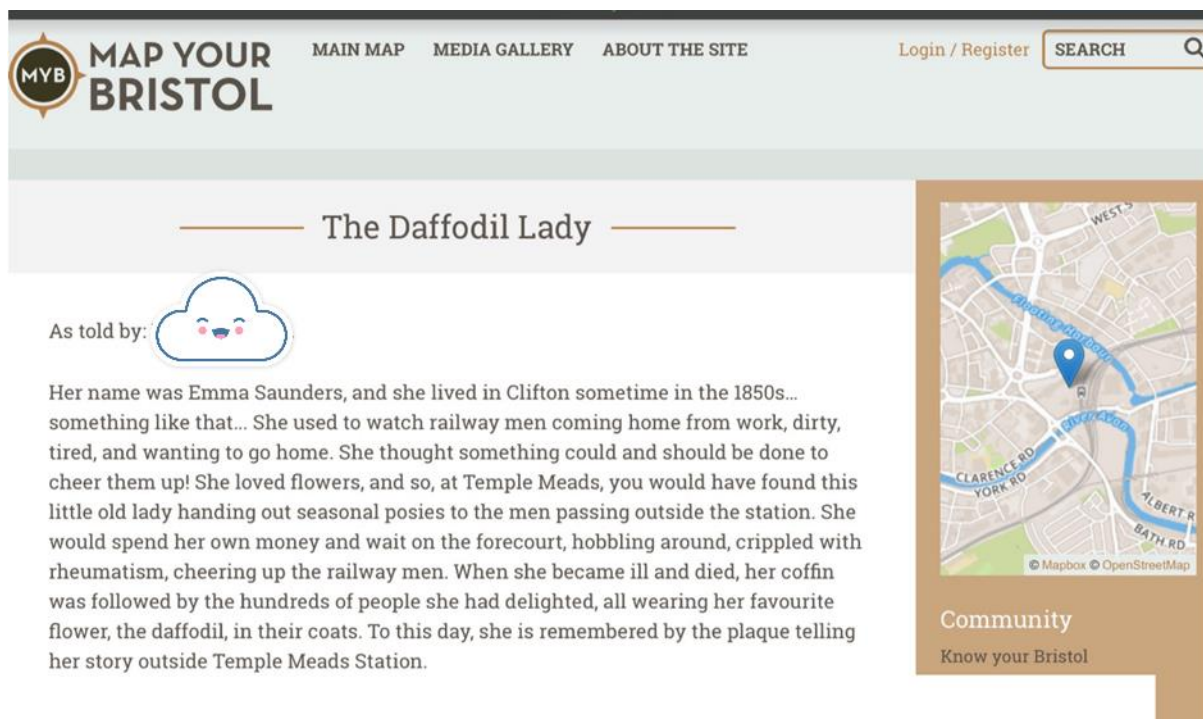 MYB
MAP YOUR
BRISTOL
MAIN MAP
MEDIA GALLERY
ABOUT THE SITE
Login / Register
SEARCH
The Daffodil Lady
As told by:
Her name was Emma Saunders, and she lived in Clifton sometime in the 1850s...
something like that... She used to watch railway men coming home from work, dirty,
tired, and wanting to go home. She thought something could and should be done to
cheer them up! She loved flowers, and so, at Temple Meads, you would have found this
little old lady handing out seasonal posies to the men passing outside the station. She
would spend her own money and wait on the forecourt, hobbling around, crippled with
rheumatism, cheering up the railway men. When she became ill and died, her coffin
was followed by the hundreds of people she had delighted, all wearing her favourite
flower, the daffodil, in their coats. To this day, she is remembered by the plaque telling
her story outside Temple Meads Station.
WEST S
Floating Harbour
River Avon
CLARENCE RD
YORK RD
ALBERT R
BATH RD
© Mapbox © OpenStreetMap
Community
Know your Bristol